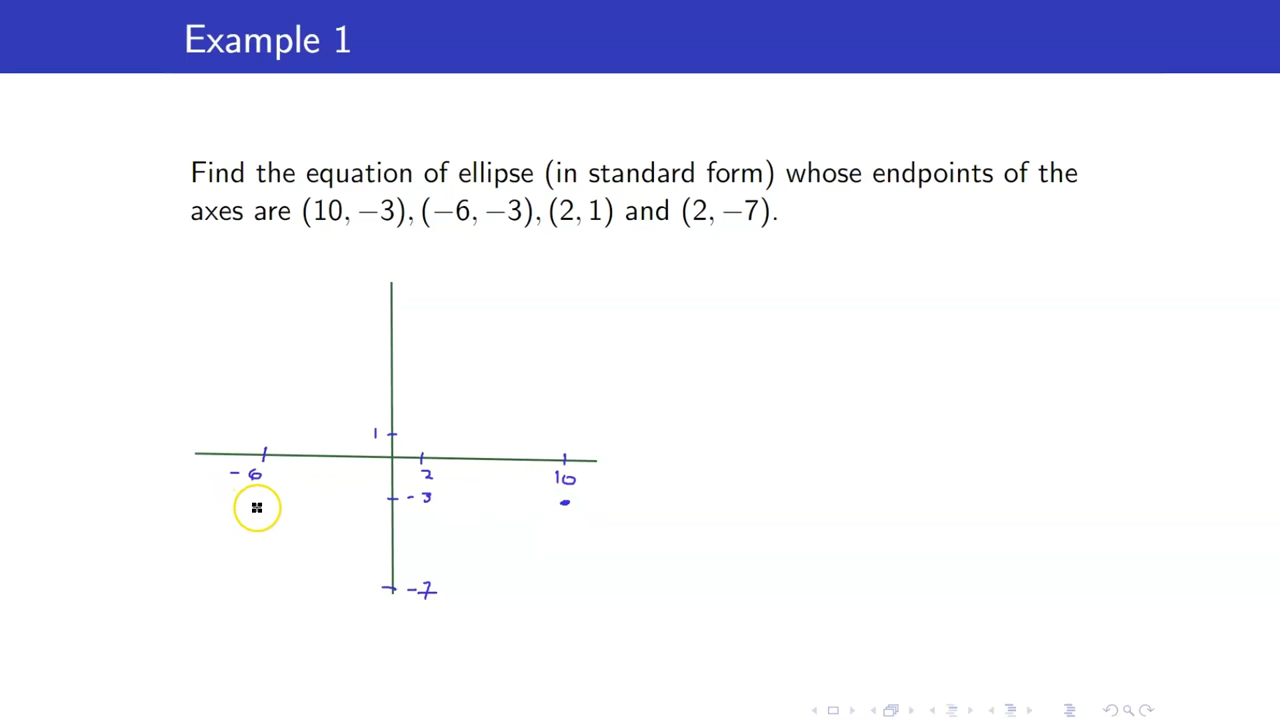 Example 1
Find the equation of ellipse (in standard form) whose endpoints of the
axes are (10, −3), (−6, −3), (2, 1) and (2, −7).
1
-6
2
10
-3
-7